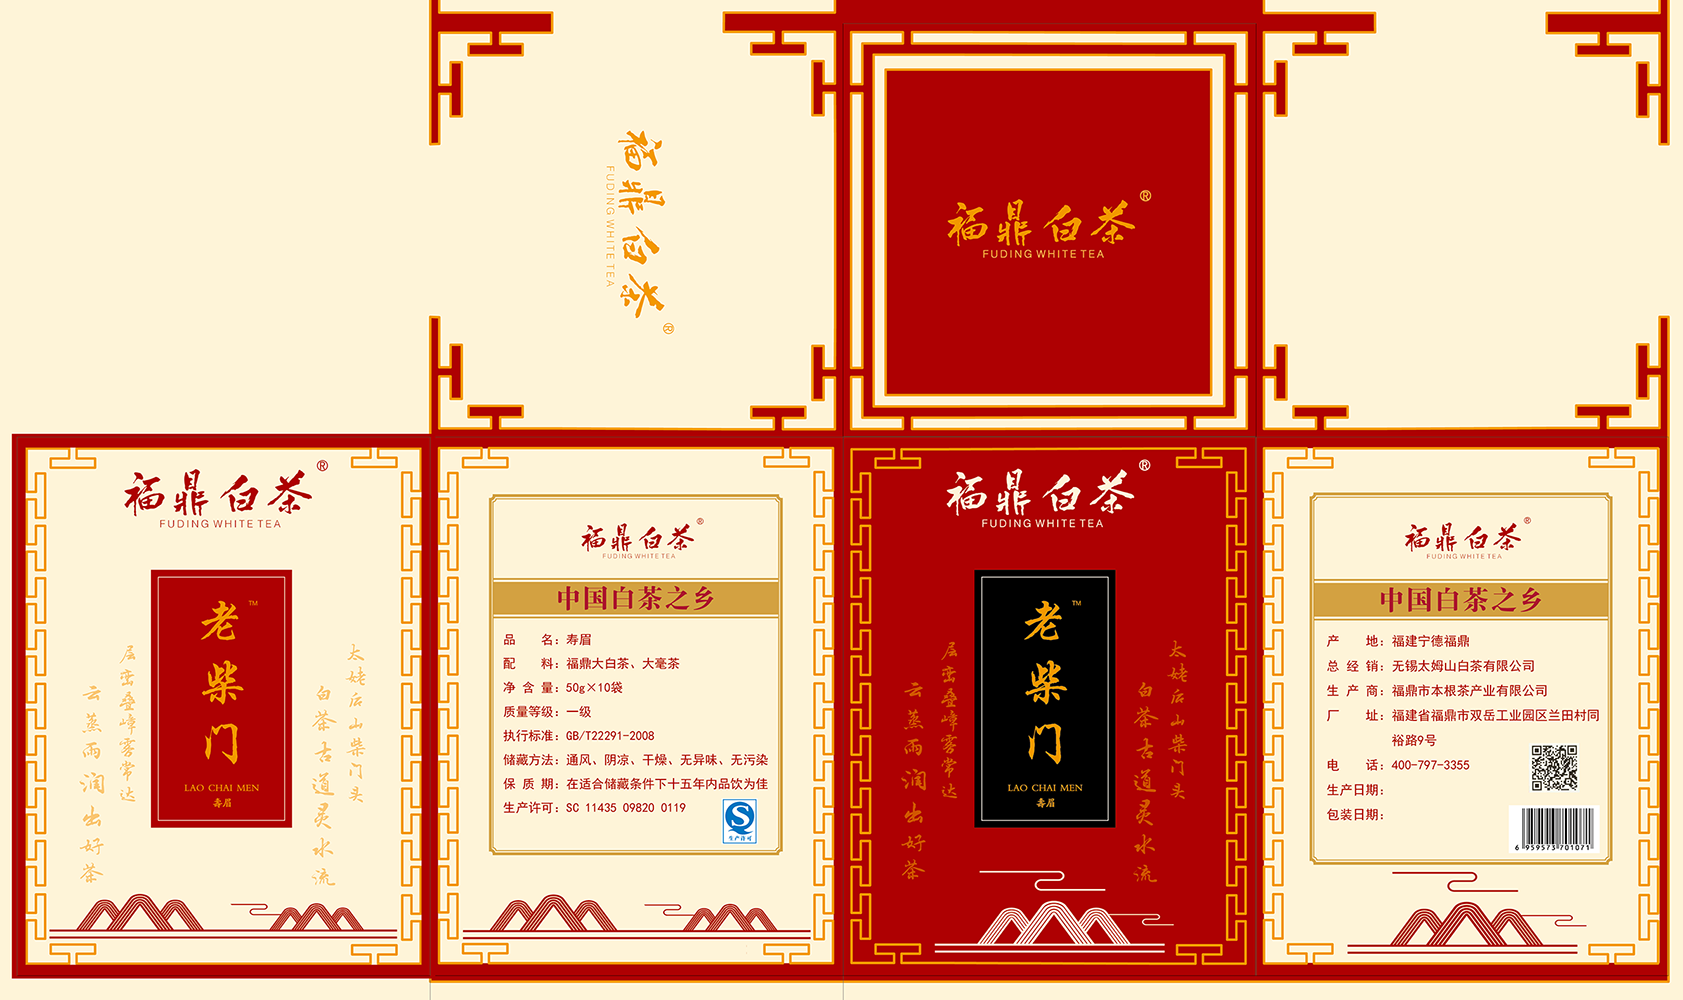 福鼎白茶®
FUDING WHITE TEA
福鼎白茶®
FUDING WHITE TEA
福鼎白茶®
FUDING WHITE TEA
老柴门™
LAO CHAI MEN
寿眉
太姥后山柴门头
白茶古道灵水流
层峦叠嶂雾常达
云蒸雨润出好茶
福鼎白茶®
FUDING WHITE TEA
中国白茶之乡
品 名：寿眉
配 料：福鼎大白茶、大毫茶
净 含 量：50g×10袋
质量等级：一级
执行标准：GB/T22291-2008
储藏方法：通风、阴凉、干燥、无异味、无污染
保 质 期：在适合储藏条件下十五年内品饮为佳
生产许可：SC 11435 09820 0119
生产许可
福鼎白茶®
FUDING WHITE TEA
老柴门™
LAO CHAI MEN
寿眉
太姥后山柴门头
白茶古道灵水流
层峦叠嶂雾常达
云蒸雨润出好茶
福鼎白茶®
FUDING WHITE TEA
中国白茶之乡
产 地：福建宁德福鼎
总 经 销：无锡太姆山白茶有限公司
生 产 商：福鼎市本根茶产业有限公司
厂 址：福建省福鼎市双岳工业园区兰田村同
裕路9号
电 话：400-797-3355
生产日期：
包装日期：
6 959573 701071